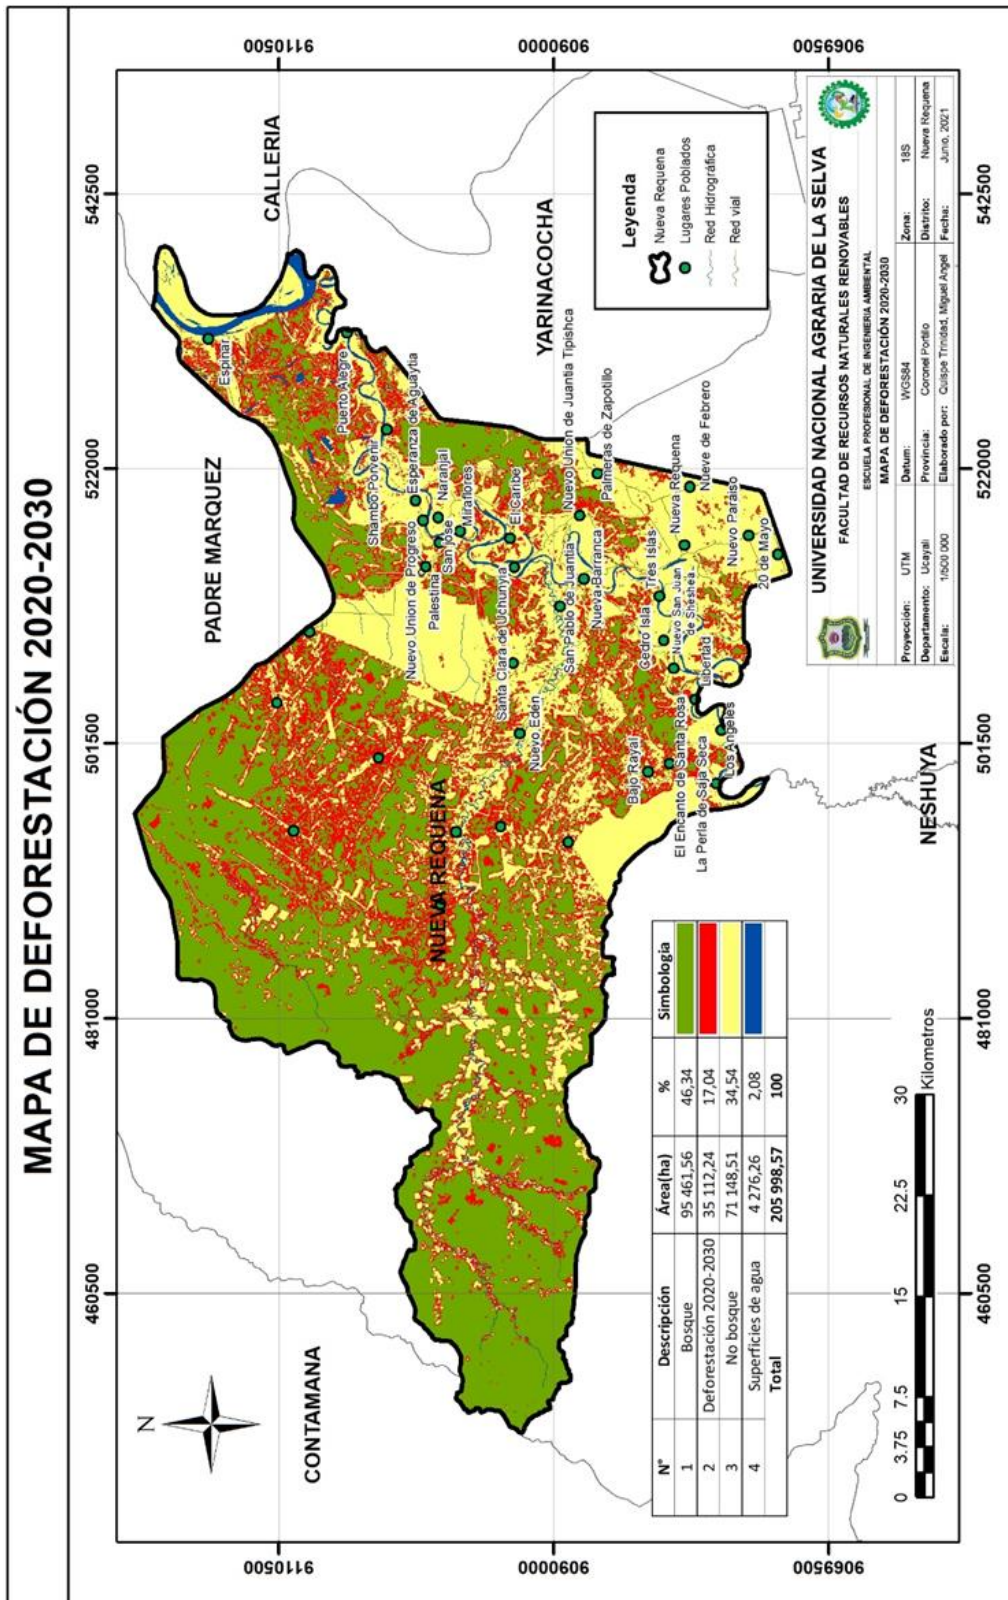 MAPA DE DEFORESTACIÓN 2020-2030
460500
481000
501500
522000
542500
9110500
9090000
9069500
9110500
9090000
9069500
N
CONTAMANA
PADRE MARQUEZ
CALLERIA
YARINACOCHA
NESHUYA
NUEVA REQUENA
Espinar
Puerto Alegre
Shambo Porvenir
Esperanza de Aguaytia
Naranjal
Nuevo Union de Progreso
San Jose
Miraflores
Palestina
El Caribe
Santa Clara de Uchunyia
Nuevo Eden
Nuevo Union de Juantia Tipishca
San Pablo de Juantia
Palmeras de Zapotillo
Nueva Barranca
Bajo Rayal
Cedro Isla
Tres Islas
Nueva Requena
Nuevo San Juan
de Sheshea
El Encanto de Santa Rosa
Libertad
Nueve de Febrero
La Perla de Saja Seca
Los Angeles
Nuevo Paraiso
20 de Mayo
Leyenda
Nueva Requena
Lugares Poblados
Red Hidrográfica
Red vial
N° Descripción Área(ha) % Simbología
1 Bosque 95 461,56 46,34
2 Deforestación 2020-2030 35 112,24 17,04
3 No bosque 71 148,51 34,54
4 Superficies de agua 4 276,26 2,08
Total 205 998,57 100
0 3.75 7.5 15 22.5 30
Kilometros
UNIVERSIDAD NACIONAL AGRARIA DE LA SELVA
FACULTAD DE RECURSOS NATURALES RENOVABLES
ESCUELA PROFESIONAL DE INGENIERIA AMBIENTAL
MAPA DE DEFORESTACIÓN 2020-2030
Proyección: UTM Datum: WGS84 Zona: 18S
Departamento: Ucayali Provincia: Coronel Portillo Distrito: Nueva Requena
Escala: 1/500 000 Elaborado por: Quispe Trinidad, Miguel Angel Fecha: Junio, 2021